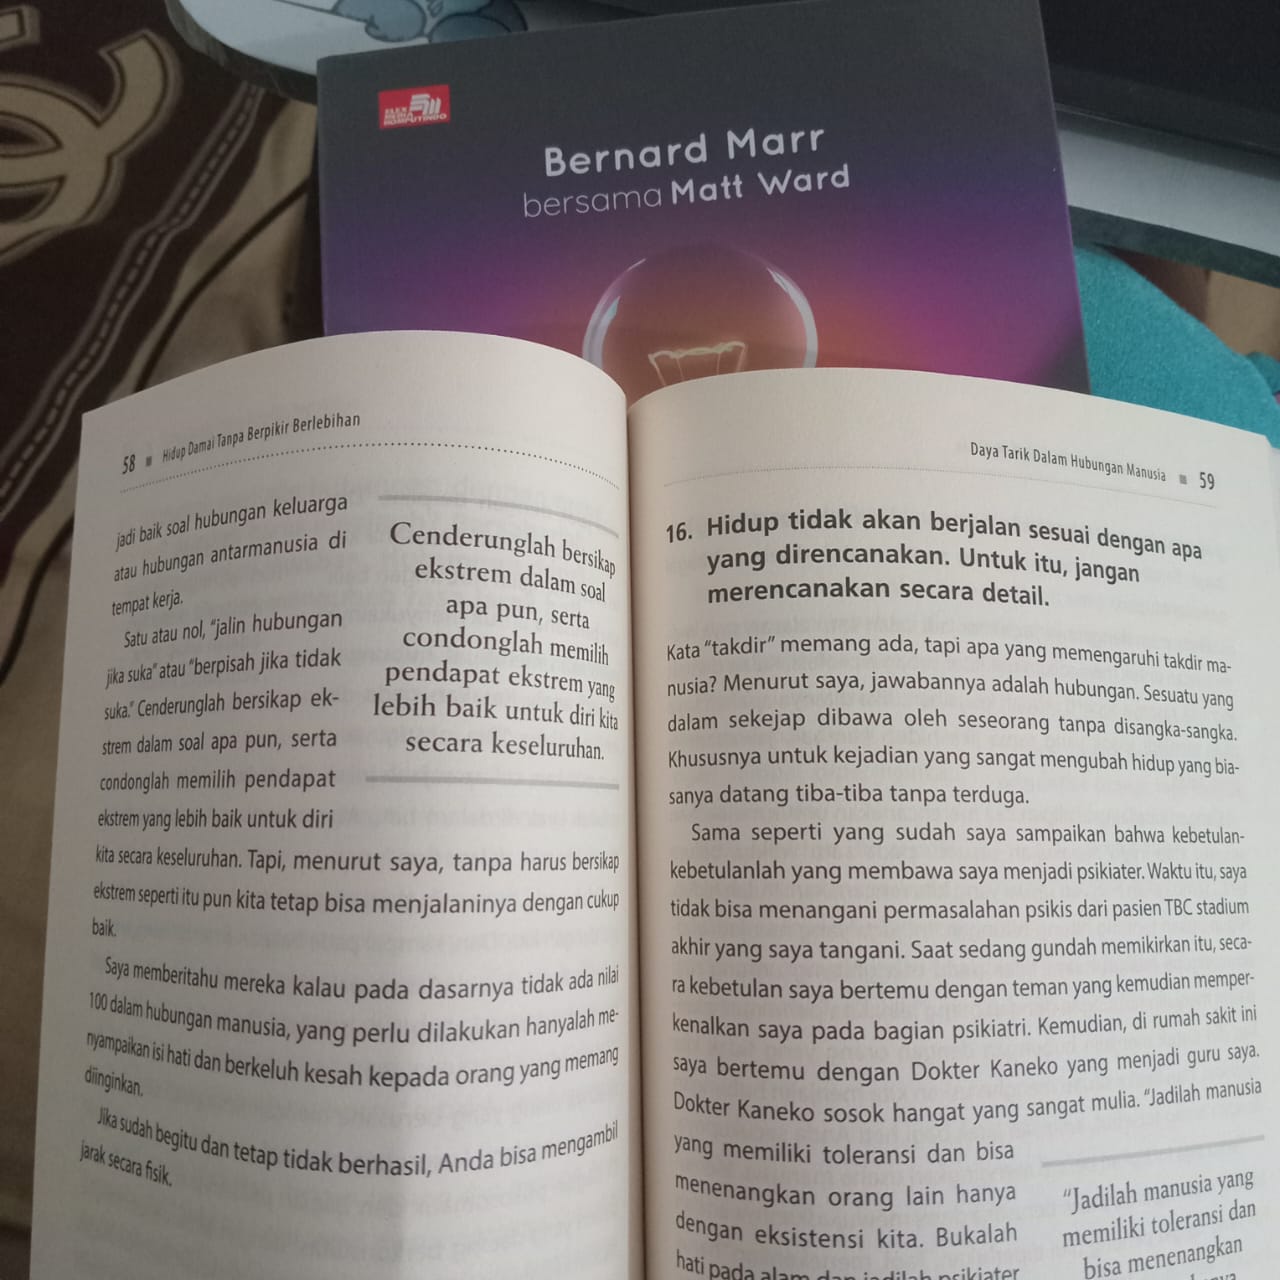 ELEX MEDIA KOMPUTINDO
Bernard Marr
bersama Matt Ward
58 ■ Hidup Damai Tanpa Berpikir Berlebihan
jadi baik soal hubungan keluarga
atau hubungan antarmanusia di
tempat kerja.
Satu atau nol, “jalin hubungan
jika suka” atau “berpisah jika tidak
suka.” Cenderunglah bersikap ek-
strem dalam soal apa pun, serta
condonglah memilih pendapat
ekstrem yang lebih baik untuk diri
kita secara keseluruhan. Tapi, menurut saya, tanpa harus bersikap
ekstrem seperti itu pun kita tetap bisa menjalaninya dengan cukup
baik.
Saya memberitahu mereka kalau pada dasarnya tidak ada nilai
100 dalam hubungan manusia, yang perlu dilakukan hanyalah me-
nyampaikan isi hati dan berkeluh kesah kepada orang yang memang
diinginkan.
Jika sudah begitu dan tetap tidak berhasil, Anda bisa mengambil
jarak secara fisik.
Cenderunglah bersikap
ekstrem dalam soal
apa pun, serta
condonglah memilih
pendapat ekstrem yang
lebih baik untuk diri kita
secara keseluruhan.
Daya Tarik Dalam Hubungan Manusia ■ 59
16. Hidup tidak akan berjalan sesuai dengan apa
yang direncanakan. Untuk itu, jangan
merencanakan secara detail.
Kata “takdir” memang ada, tapi apa yang memengaruhi takdir ma-
nusia? Menurut saya, jawabannya adalah hubungan. Sesuatu yang
dalam sekejap dibawa oleh seseorang tanpa disangka-sangka.
Khususnya untuk kejadian yang sangat mengubah hidup yang bia-
sanya datang tiba-tiba tanpa terduga.
Sama seperti yang sudah saya sampaikan bahwa kebetulan-
kebetulanlah yang membawa saya menjadi psikiater. Waktu itu, saya
tidak bisa menangani permasalahan psikis dari pasien TBC stadium
akhir yang saya tangani. Saat sedang gundah memikirkan itu, seca-
ra kebetulan saya bertemu dengan teman yang kemudian memper-
kenalkan saya pada bagian psikiatri. Kemudian, di rumah sakit ini
saya bertemu dengan Dokter Kaneko yang menjadi guru saya.
Dokter Kaneko sosok hangat yang sangat mulia. “Jadilah manusia
yang memiliki toleransi dan bisa
menenangkan orang lain hanya
dengan eksistensi kita. Bukalah
hati pada alam dan jadilah psikiater
“Jadilah manusia yang
memiliki toleransi dan
bisa menenangkan